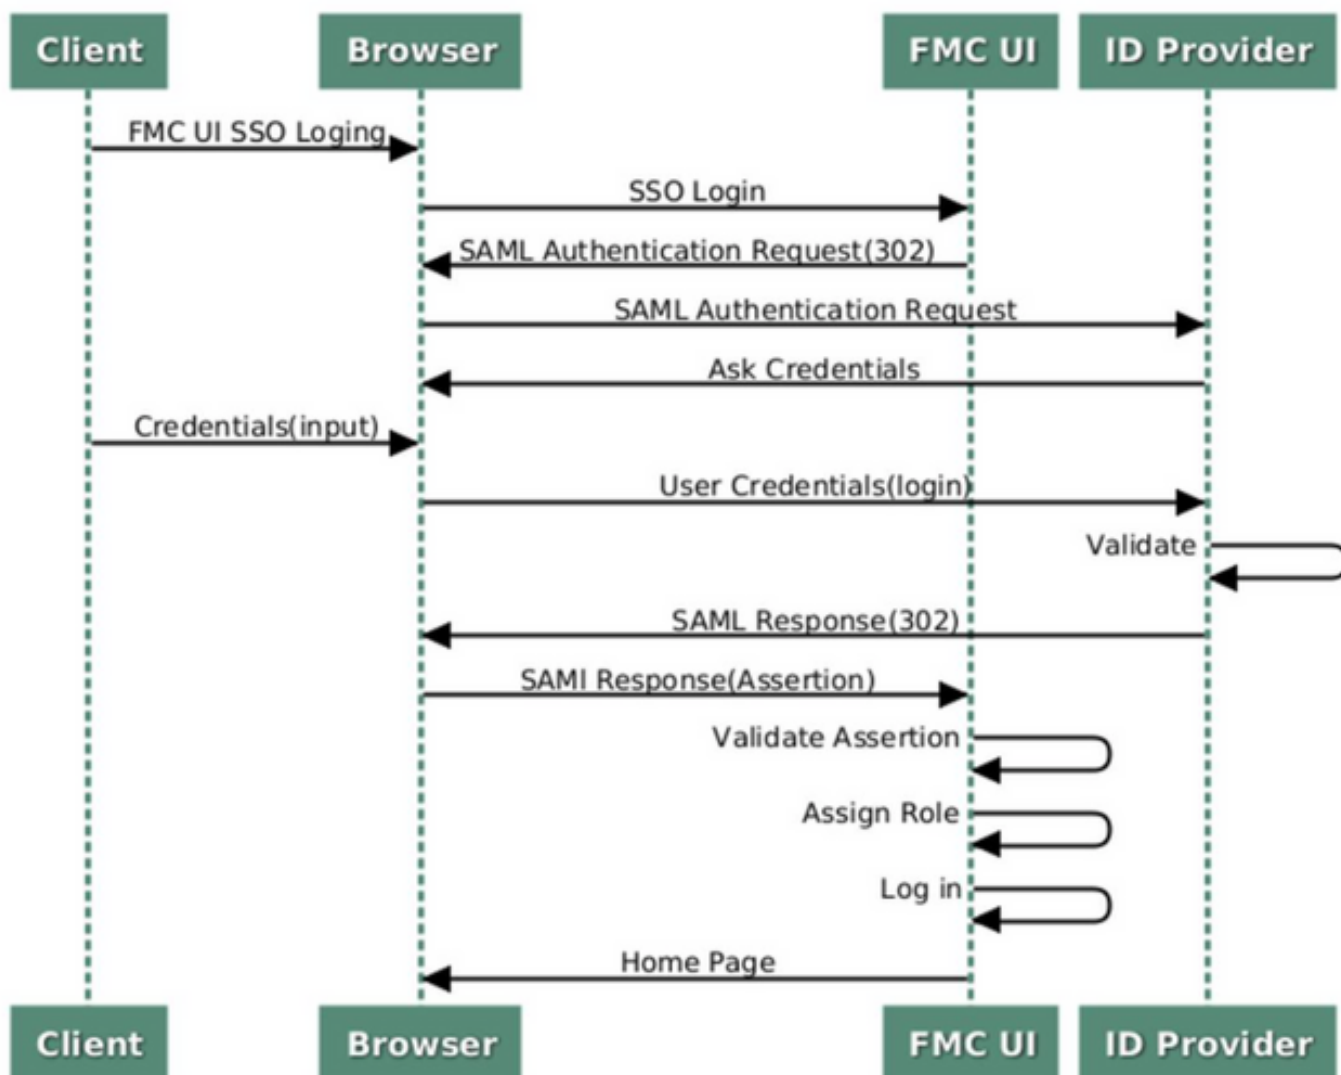 Client Browser FMC UI ID Provider
FMC UI SSO Loging
SSO Login
SAML Authentication Request(302)
SAML Authentication Request
Ask Credentials
Credentials(input)
User Credentials(login)
Validate
SAML Response(302)
SAMl Response(Assertion)
Validate Assertion
Assign Role
Log in
Home Page
Client Browser FMC UI ID Provider